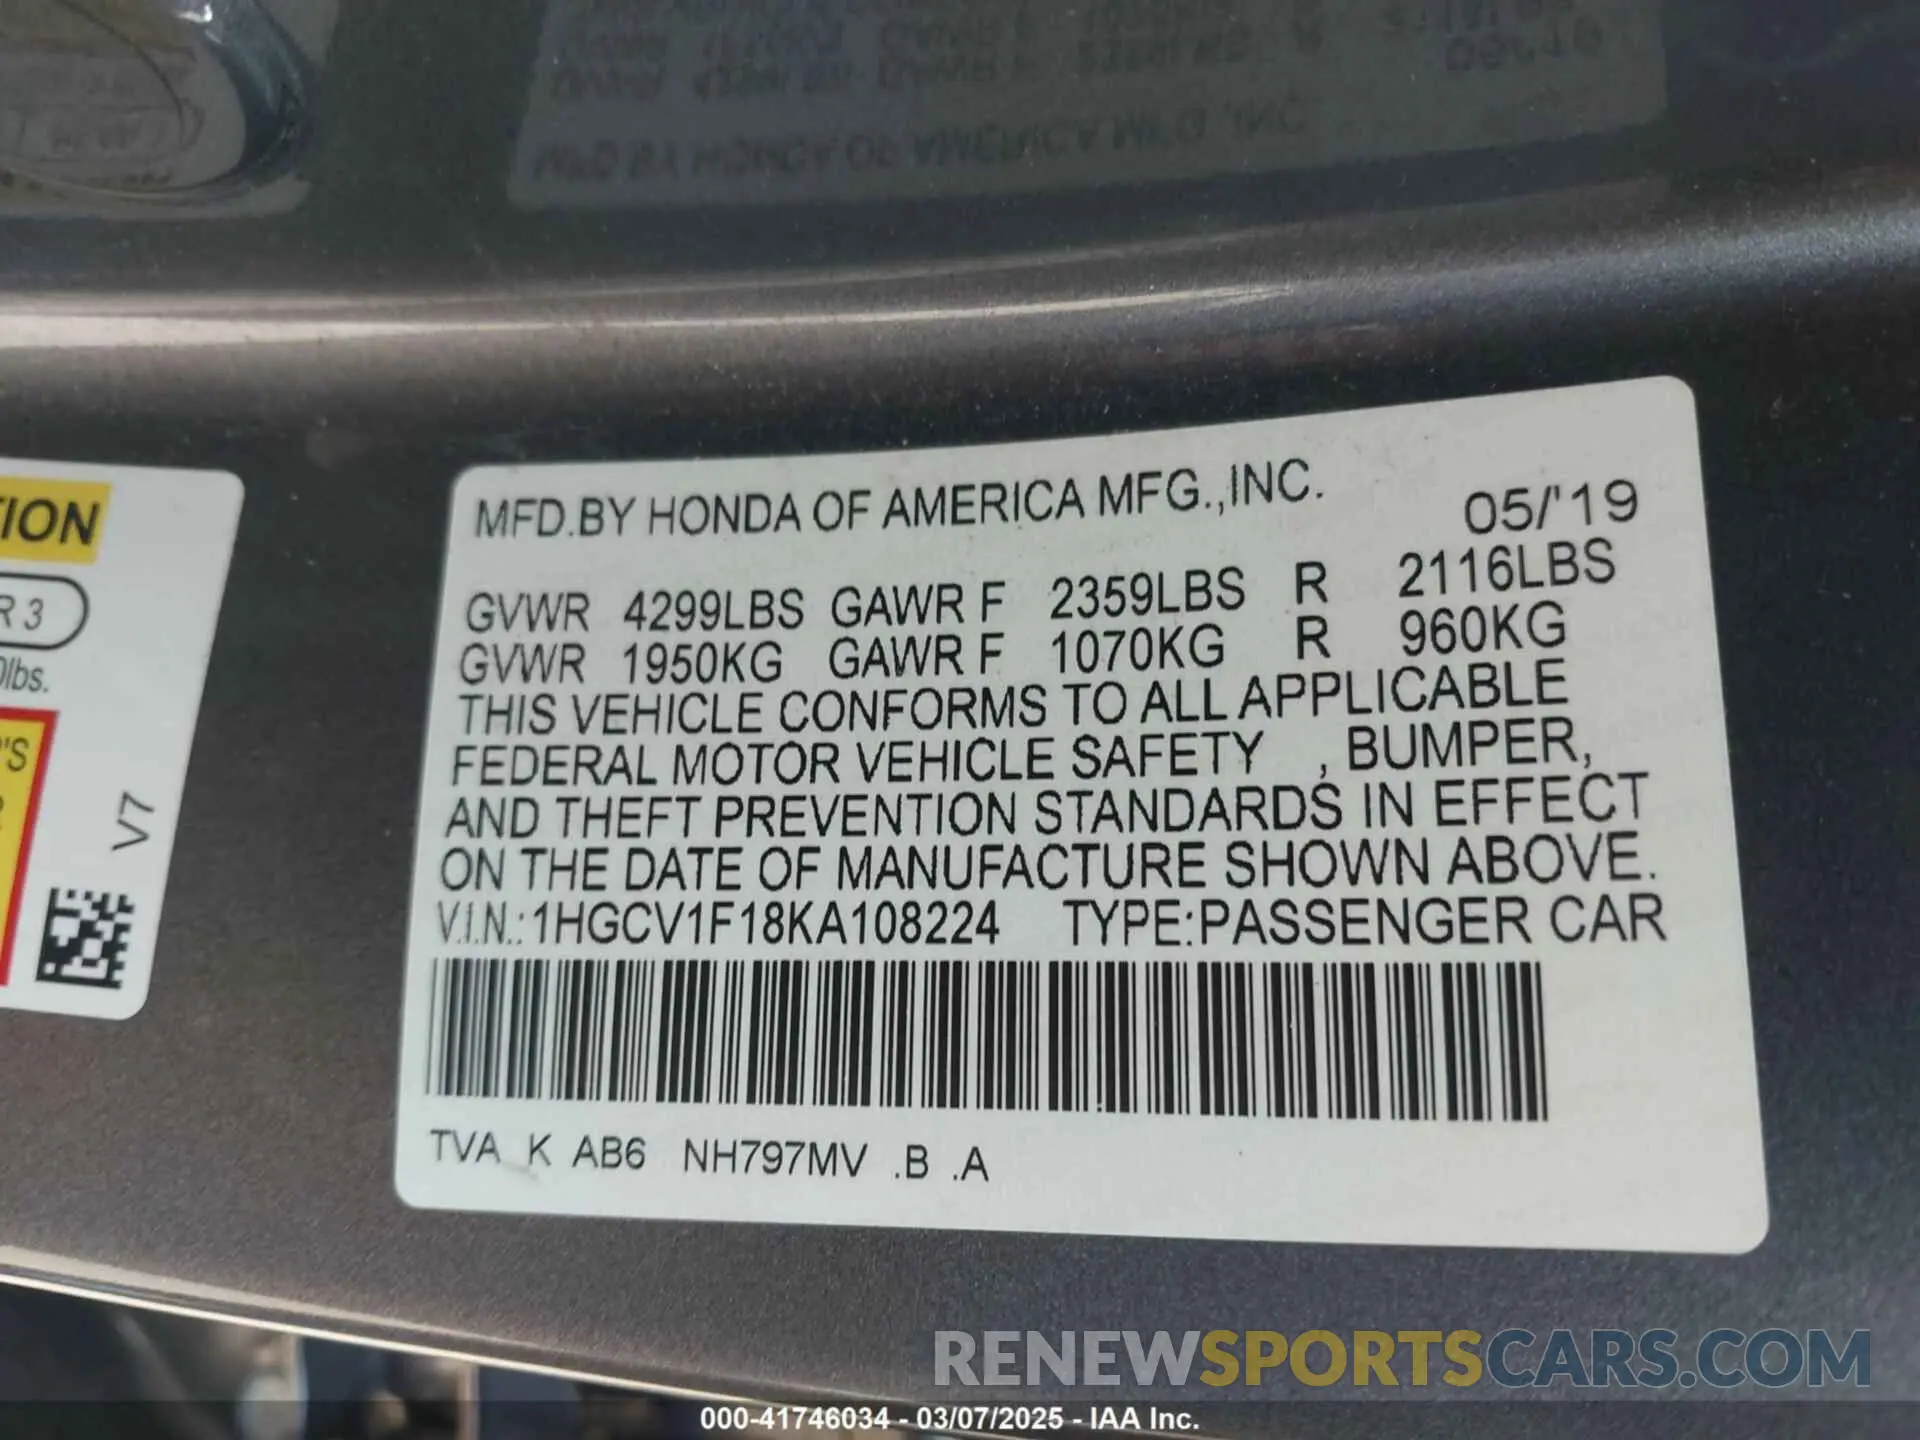 MFD.BY HONDA OF AMERICA MFG.,INC.
05/'19
GVWR 4299LBS GAWR F 2359LBS R 2116LBS
GVWR 1950KG GAWR F 1070KG R 960KG
THIS VEHICLE CONFORMS TO ALL APPLICABLE
FEDERAL MOTOR VEHICLE SAFETY , BUMPER,
AND THEFT PREVENTION STANDARDS IN EFFECT
ON THE DATE OF MANUFACTURE SHOWN ABOVE.
V.I.N.:1HGCV1F18KA108224 TYPE:PASSENGER CAR
TVA K AB6 NH797MV .B .A
TION
R 3
0lbs.
'S
V7
RENEWSPORTSCARS.COM
000-41746034 - 03/07/2025 - IAA Inc.